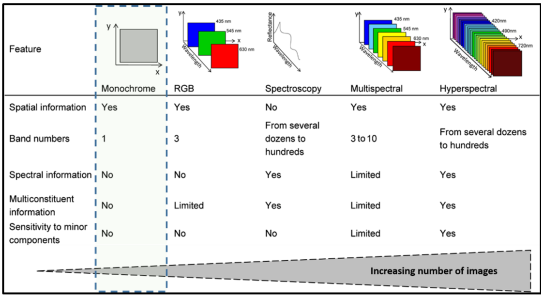 Feature
y
x
Monochrome
y
435 nm
545 nm
x
630 nm
Wavelength
RGB
Reflectance
Wavelength
Spectroscopy
y
435 nm
545 nm
x
630 nm
Wavelength
Multispectral
y
420nm
490nm
x
720nm
Wavelength
Hyperspectral
Spatial information Yes Yes No Yes Yes
Band numbers 1 3 From several dozens to hundreds 3 to 10 From several dozens to hundreds
Spectral information No No Yes Limited Yes
Multiconstituent information No Limited Yes Limited Yes
Sensitivity to minor components No No No Limited Yes
Increasing number of images